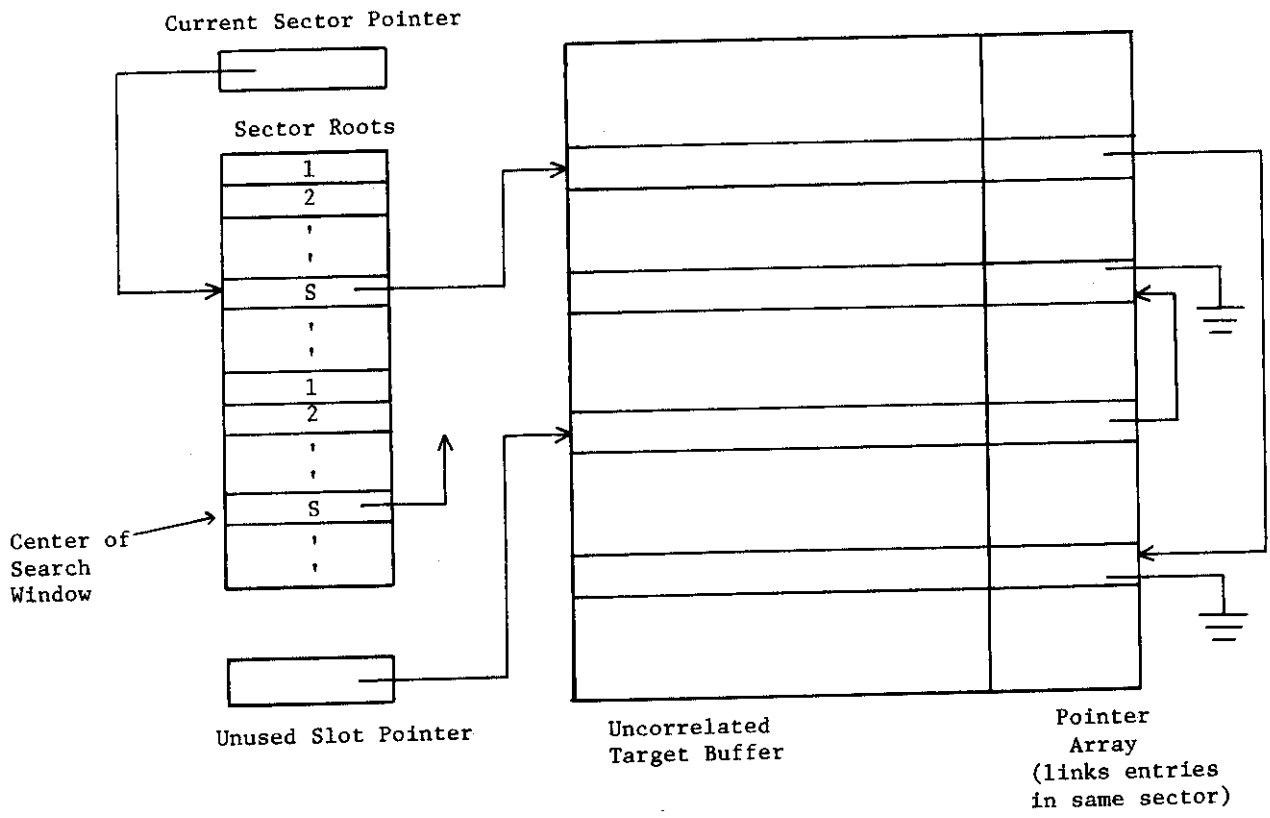 Current Sector Pointer
Sector Roots
1
2
'
'
S
'
'
1
2
'
'
S
'
'
Center of
Search
Window
Unused Slot Pointer
Uncorrelated
Target Buffer
Pointer
Array
(links entries
in same sector)